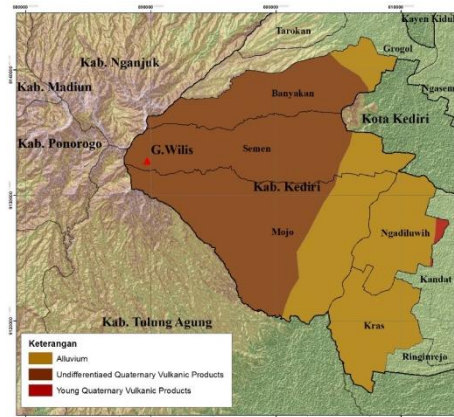 Kayen Kidul
Tarokan
Grogol
Kab. Nganjuk
Ngasem
Kab. Madiun
Banyakan
Kota Kediri
Kab. Ponorogo
G.Wilis
Semen
Kab. Kediri
Mojo
Ngadiluwih
Kandat
Kab. Tulung Agung
Kras
Ringinrejo
Keterangan
Alluvium
Undifferentiaed Quaternary Vulkanic Products
Young Quaternary Vulkanic Products